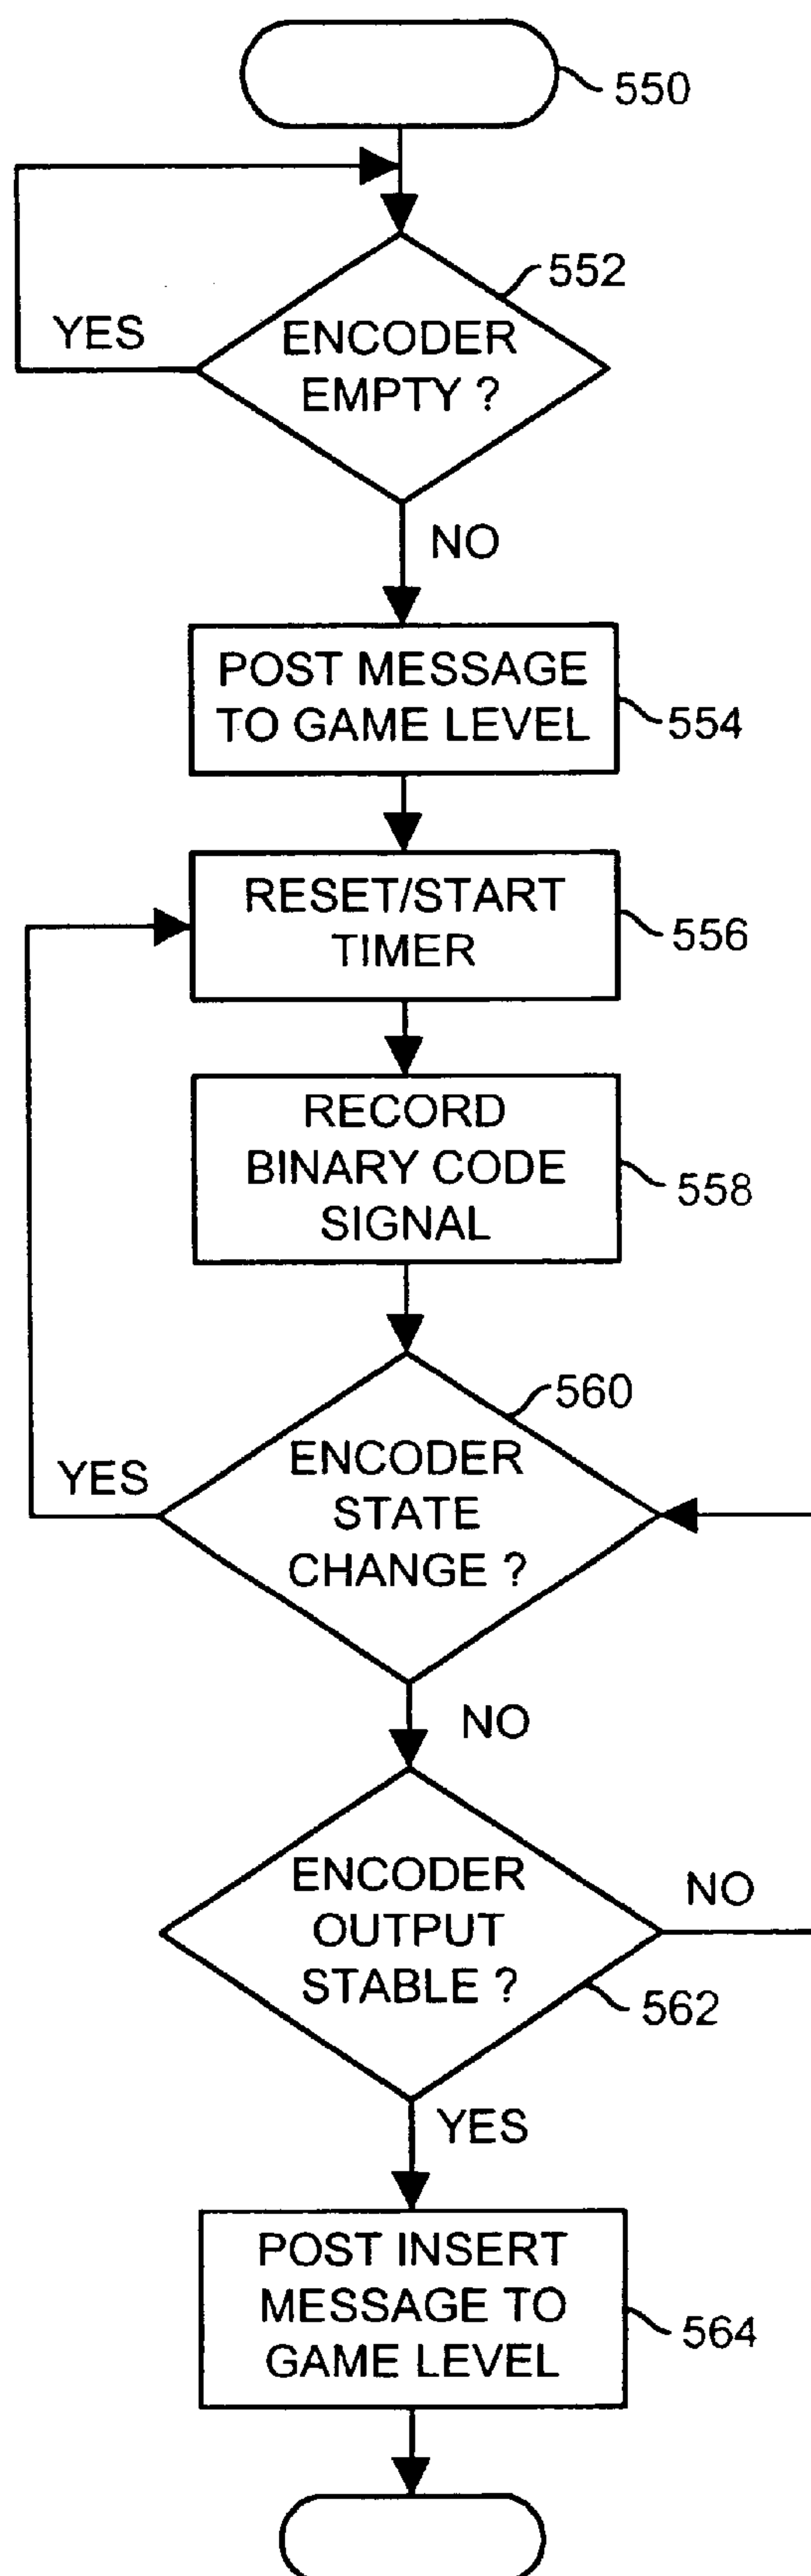 550
552
ENCODER
EMPTY ?
YES
NO
POST MESSAGE
TO GAME LEVEL
554
RESET/START
TIMER
556
RECORD
BINARY CODE
SIGNAL
558
560
ENCODER
STATE
CHANGE ?
YES
NO
ENCODER
OUTPUT
STABLE ?
NO
562
YES
POST INSERT
MESSAGE TO
GAME LEVEL
564